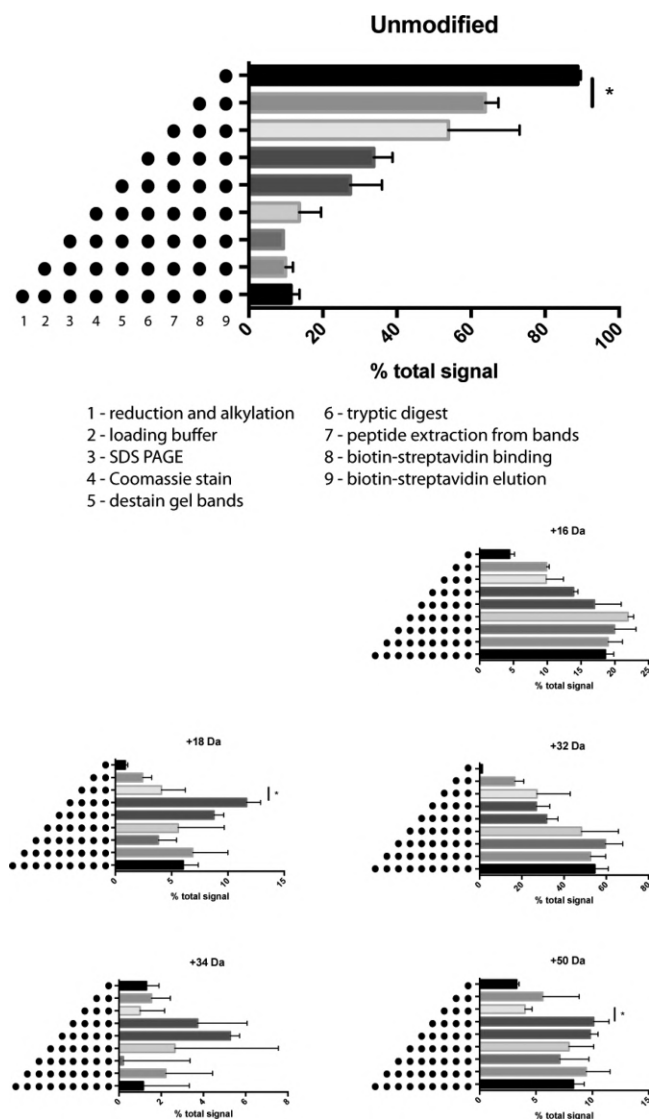 Unmodified
*
1 2 3 4 5 6 7 8 9
0 20 40 60 80 100
% total signal
1 - reduction and alkylation
2 - loading buffer
3 - SDS PAGE
4 - Coomassie stain
5 - destain gel bands
6 - tryptic digest
7 - peptide extraction from bands
8 - biotin-streptavidin binding
9 - biotin-streptavidin elution
+16 Da
0 5 10 15 20 25
% total signal
+18 Da
*
0 5 10 15
% total signal
+32 Da
0 20 40 60 80
% total signal
+34 Da
0 2 4 6 8
% total signal
+50 Da
*
0 5 10 15
% total signal